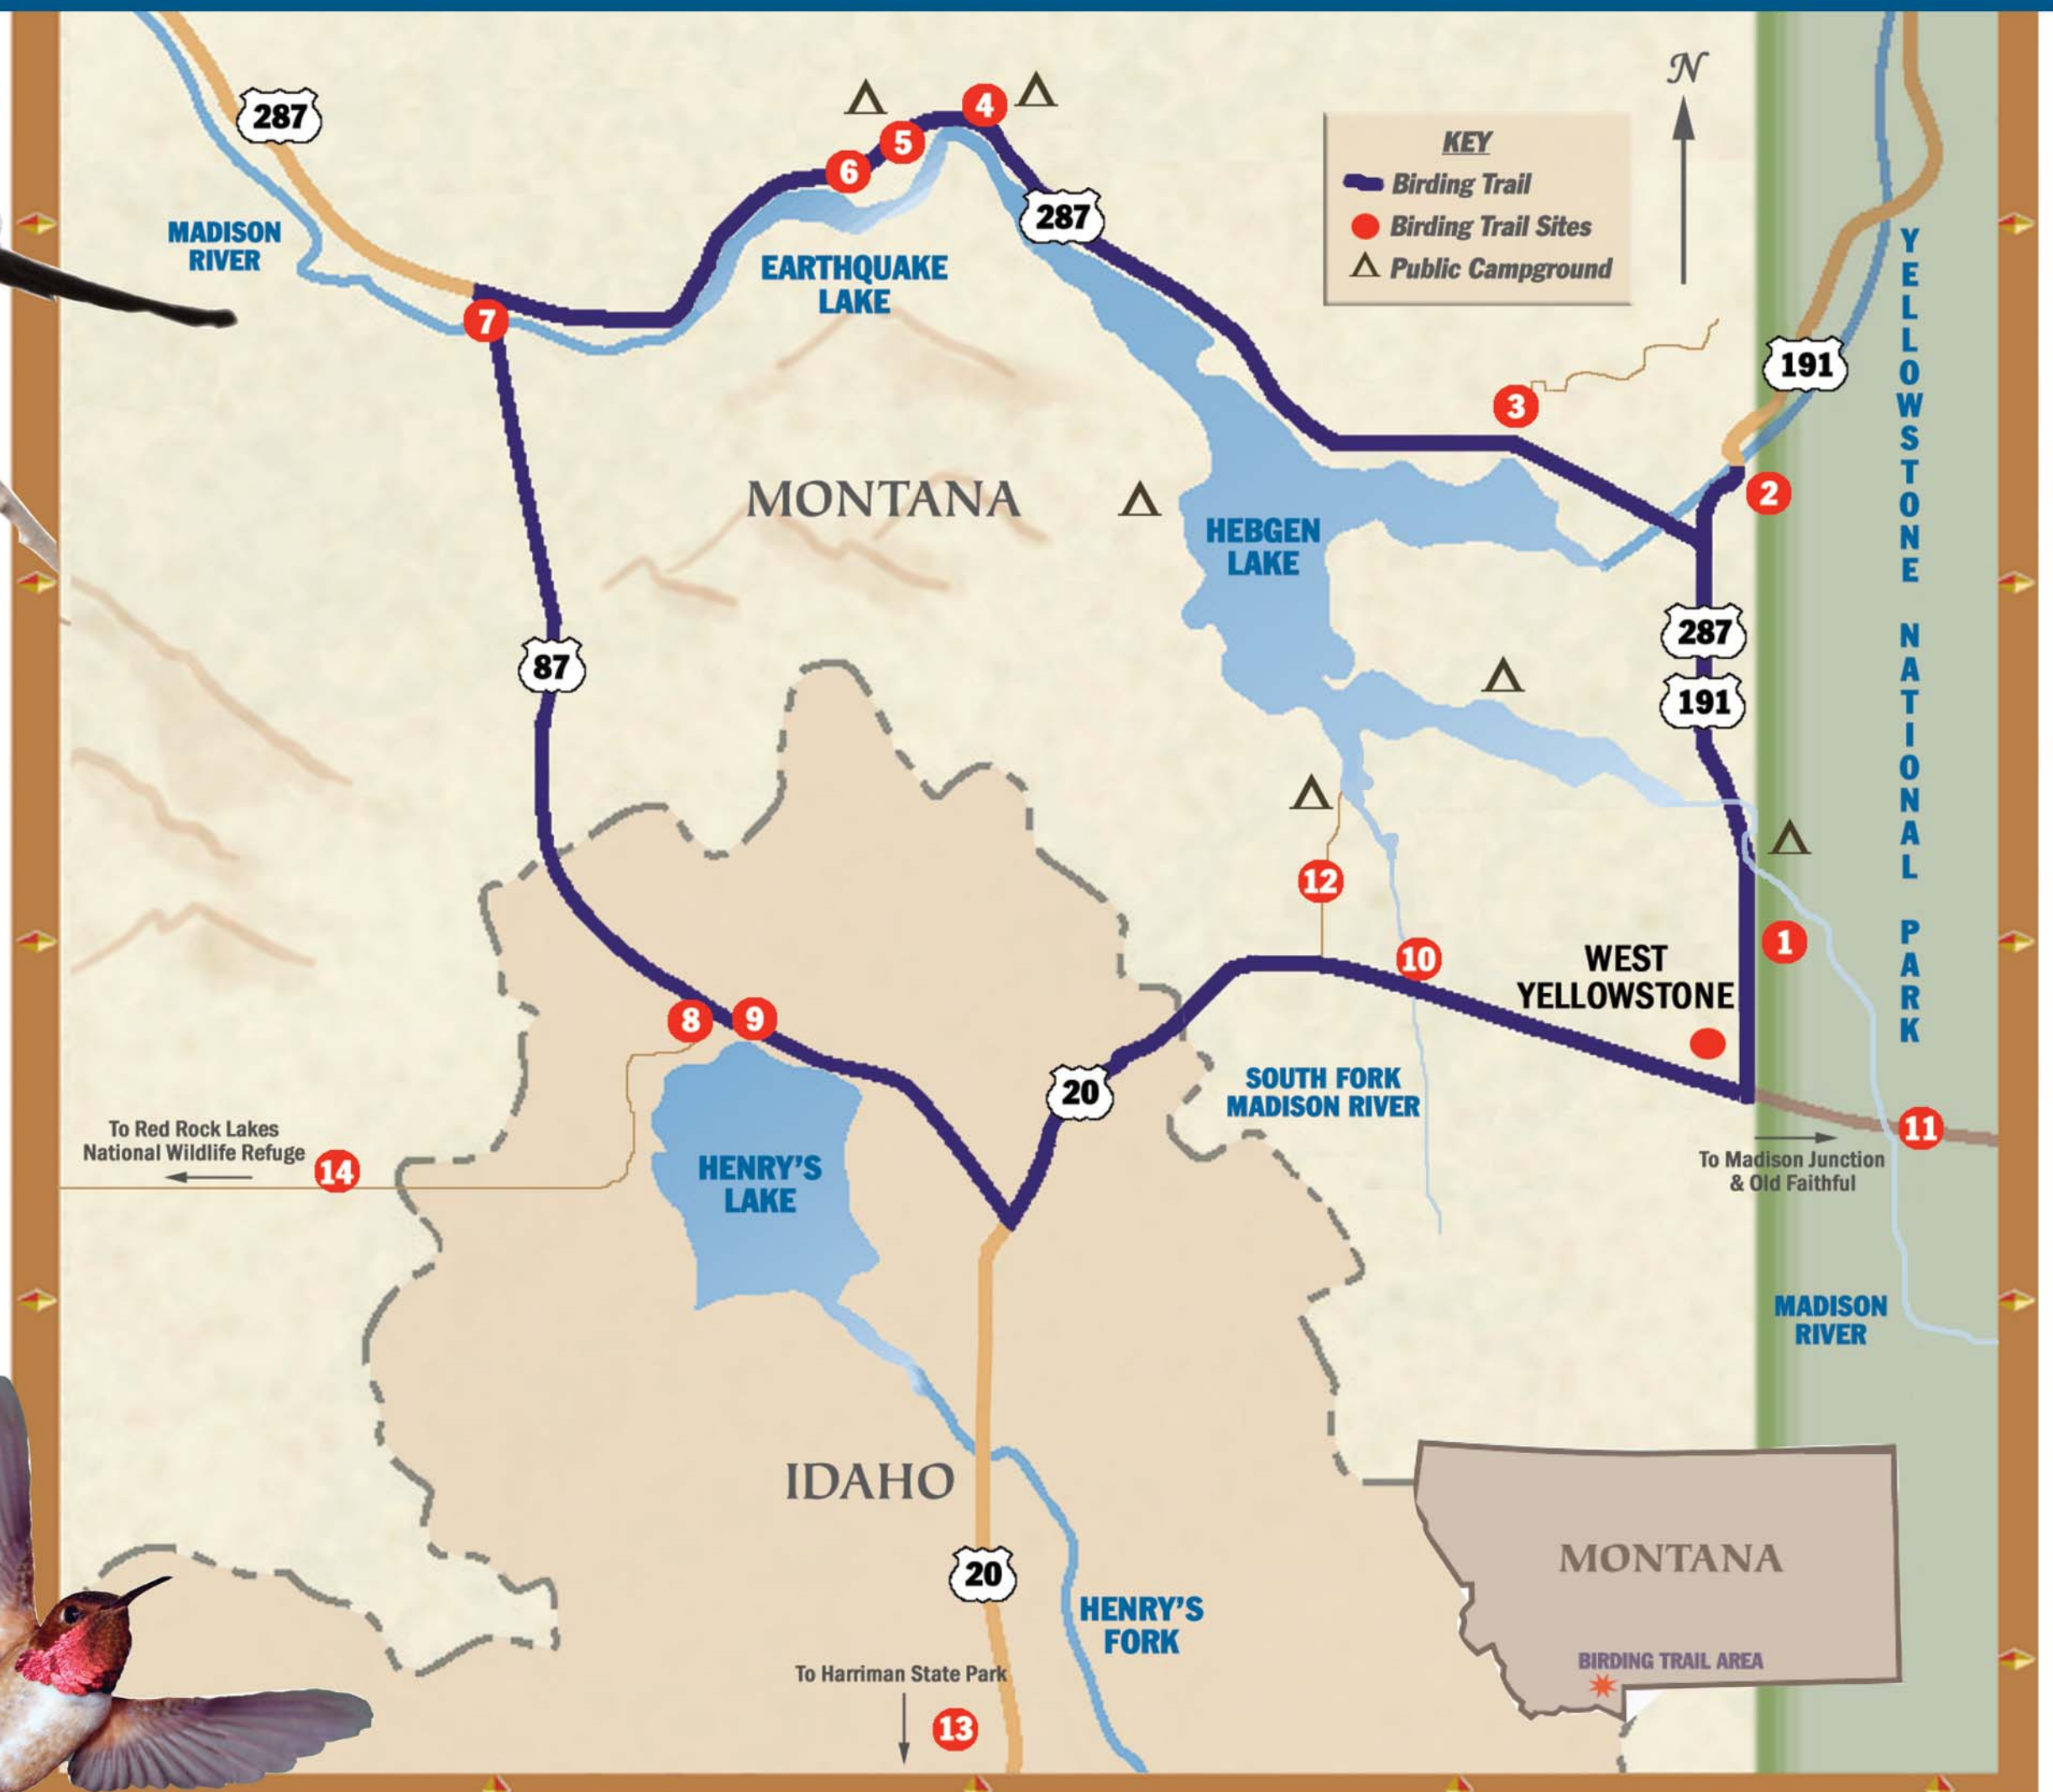 N
287
4
5
6
287
KEY
Birding Trail
Birding Trail Sites
Public Campground
MADISON
RIVER
EARTHQUAKE
LAKE
7
191
3
2
YELLOWSTONE NATIONAL PARK
MONTANA
HEBGEN
LAKE
287
191
87
12
10
1
WEST
YELLOWSTONE
8
9
20
SOUTH FORK
MADISON RIVER
To Red Rock Lakes
National Wildlife Refuge
14
HENRY'S
LAKE
11
To Madison Junction
& Old Faithful
MADISON
RIVER
IDAHO
20
HENRY'S
FORK
MONTANA
BIRDING TRAIL AREA
To Harriman State Park
13